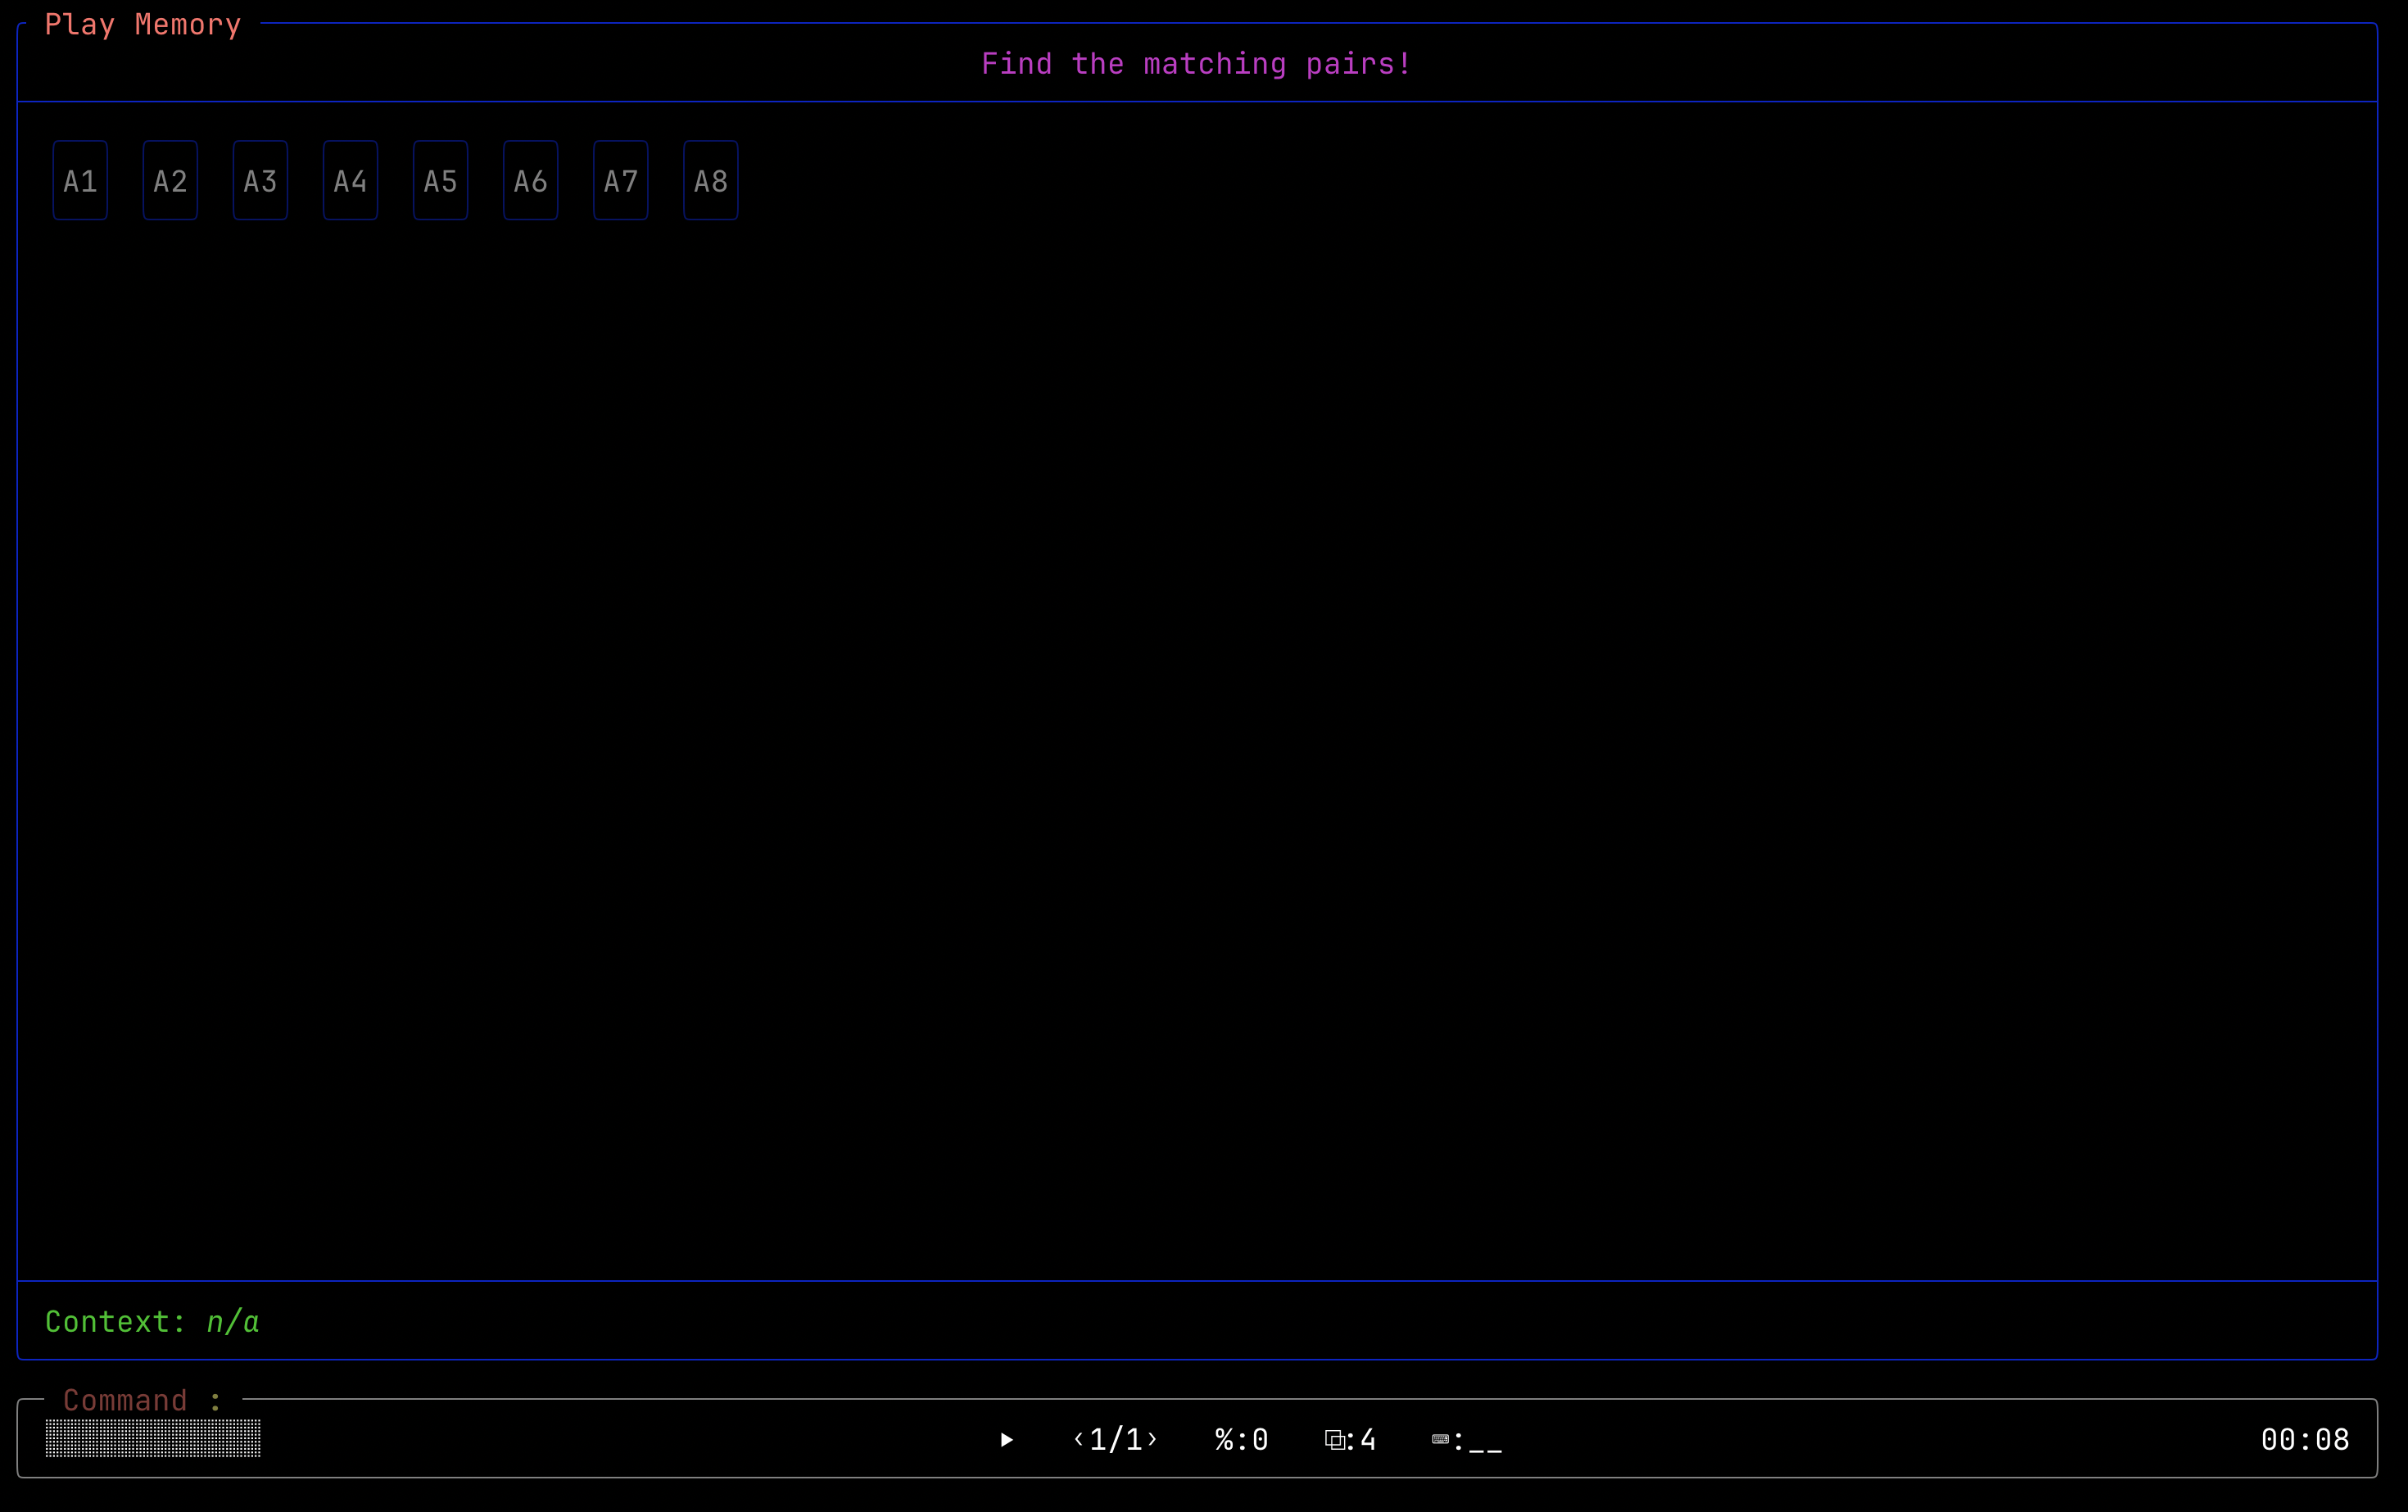 Play Memory
Find the matching pairs!
A1 A2 A3 A4 A5 A6 A7 A8
Context: n/a
Command :
▶ ‹1/1› %:0 ⧉:4 ⌨:__ 00:08